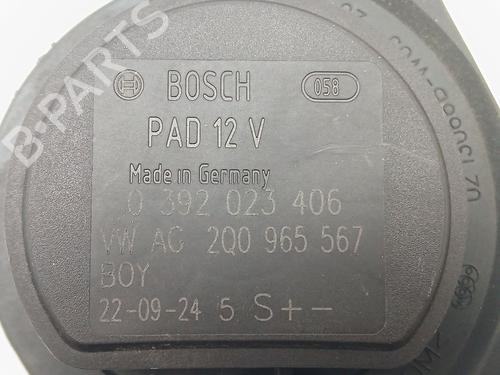 BOSCH 058
PAD 12 V
Made in Germany
0 392 023 406
VW AG 2Q0 965 567
BOY
22-09-24 5 S+-
B-PARTS